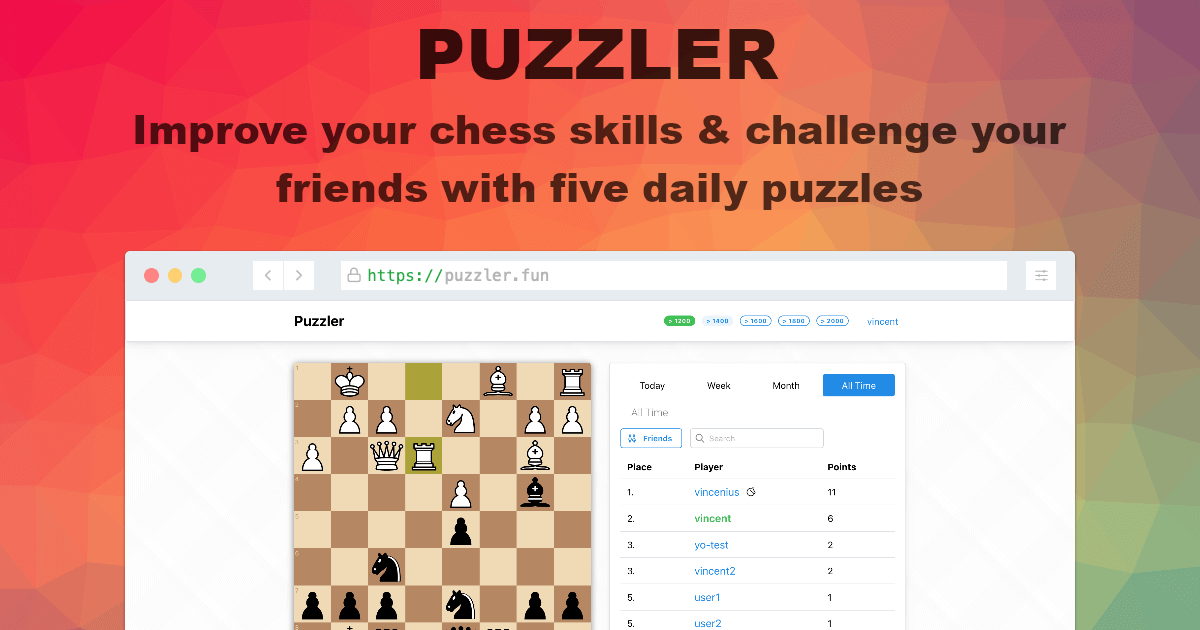 PUZZLER
Improve your chess skills & challenge your
friends with five daily puzzles
https://puzzler.fun
Puzzler
> 1200 > 1400 > 1600 > 1800 > 2000 vincent
Today Week Month All Time
All Time
Friends Search
Place Player Points
1. vincenius 11
2. vincent 6
3. yo-test 2
3. vincent2 2
5. user1 1
5. user2 1
1
2
3
4
5
6
7
8